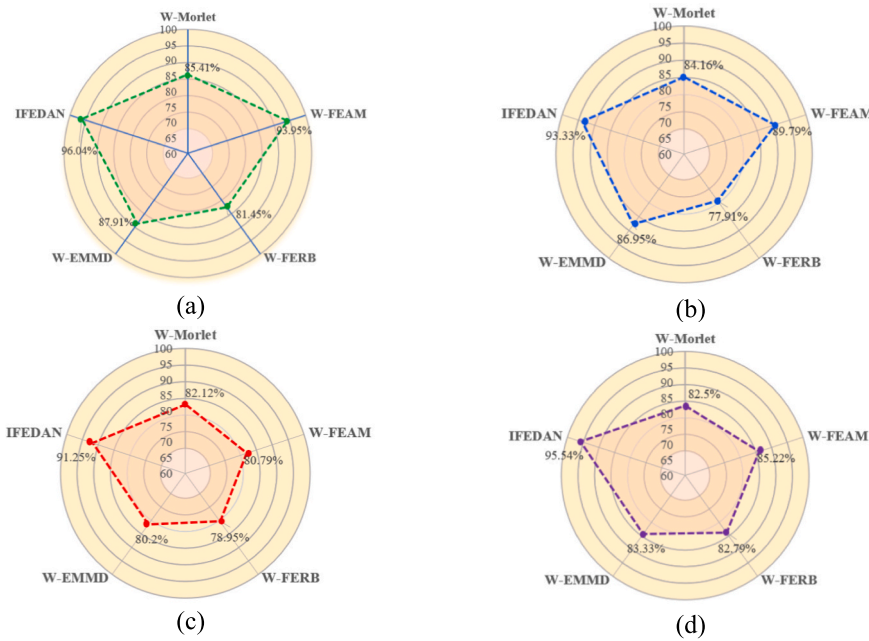 W-Morlet
100
95
90
85
80
75
70
65
60
85.41%
W-FEAM
93.95%
W-FERB
81.45%
W-EMMD
87.91%
IFEDAN
96.04%
(a)
W-Morlet
100
95
90
85
80
75
70
65
60
84.16%
W-FEAM
89.79%
W-FERB
77.91%
W-EMMD
86.95%
IFEDAN
93.33%
(b)
W-Morlet
100
95
90
85
80
75
70
65
60
82.12%
W-FEAM
80.79%
W-FERB
78.95%
W-EMMD
80.2%
IFEDAN
91.25%
(c)
W-Morlet
100
95
90
85
80
75
70
65
60
82.5%
W-FEAM
85.22%
W-FERB
82.79%
W-EMMD
83.33%
IFEDAN
95.54%
(d)